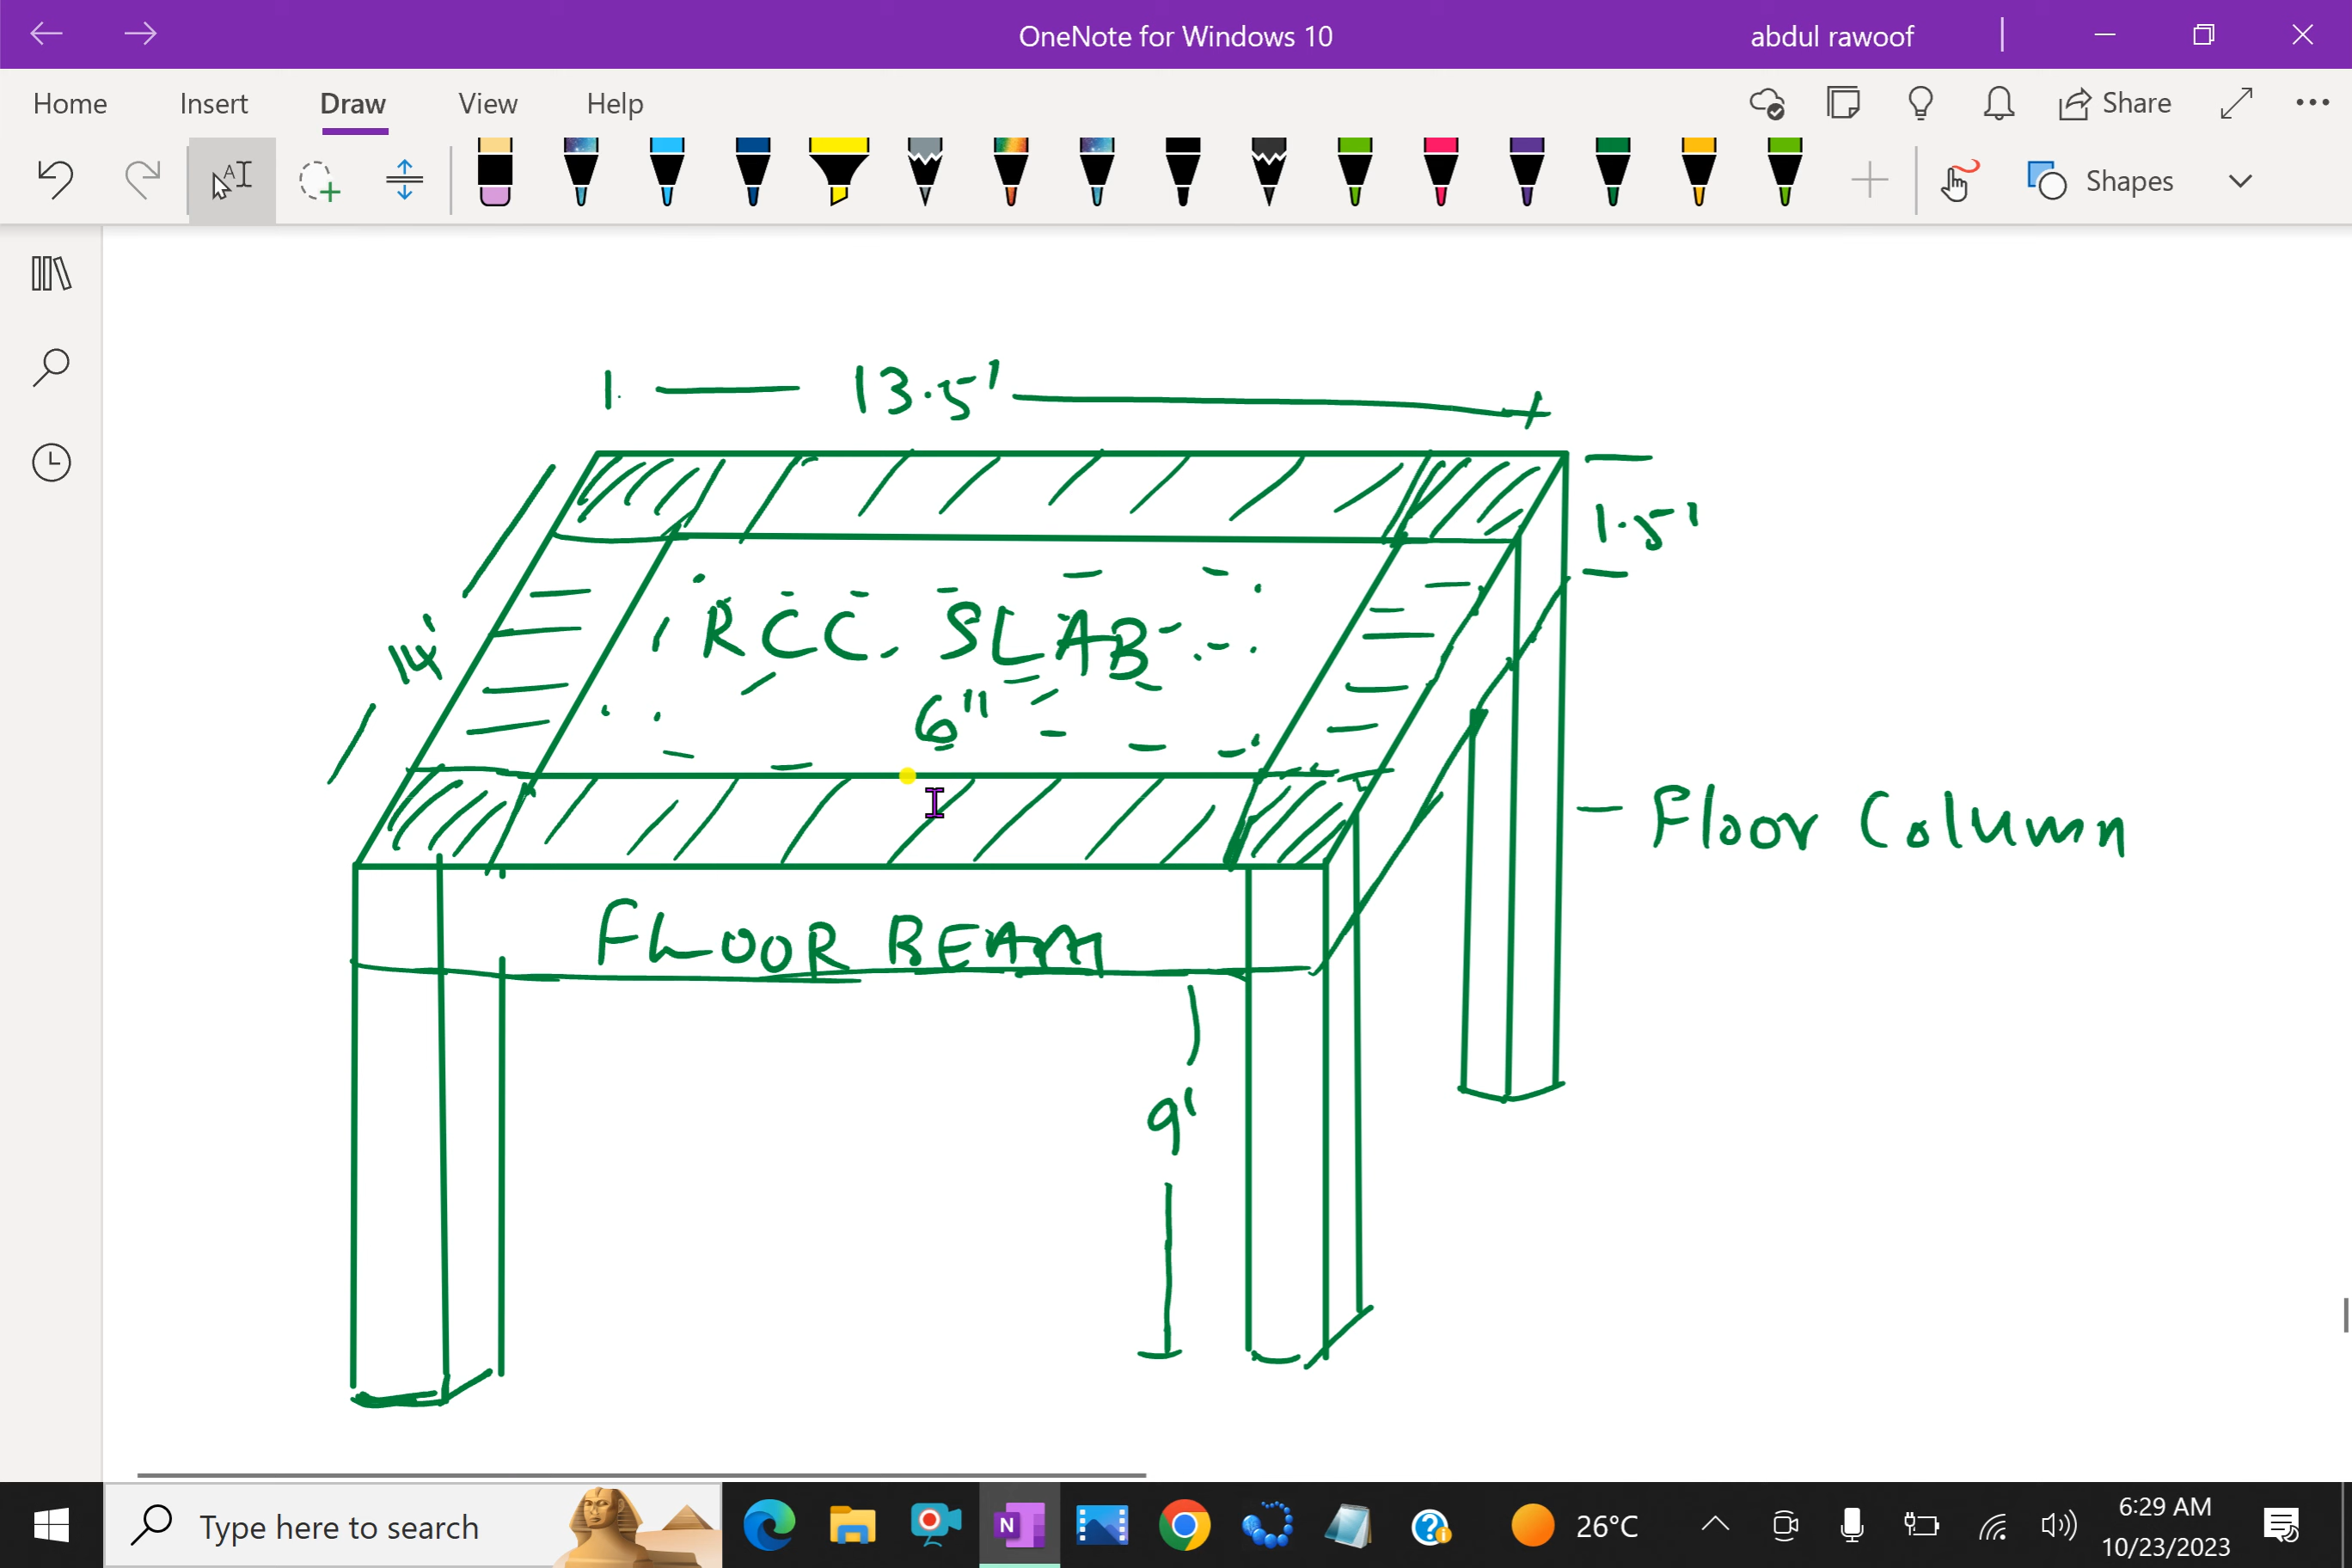 OneNote for Windows 10
abdul rawoof
Home Insert Draw View Help
Share
Shapes
13.5'
1.5'
14'
RCC. SLAB
6"
Floor Column
FLOOR BEAM
9'
Type here to search
26°C
6:29 AM
10/23/2023